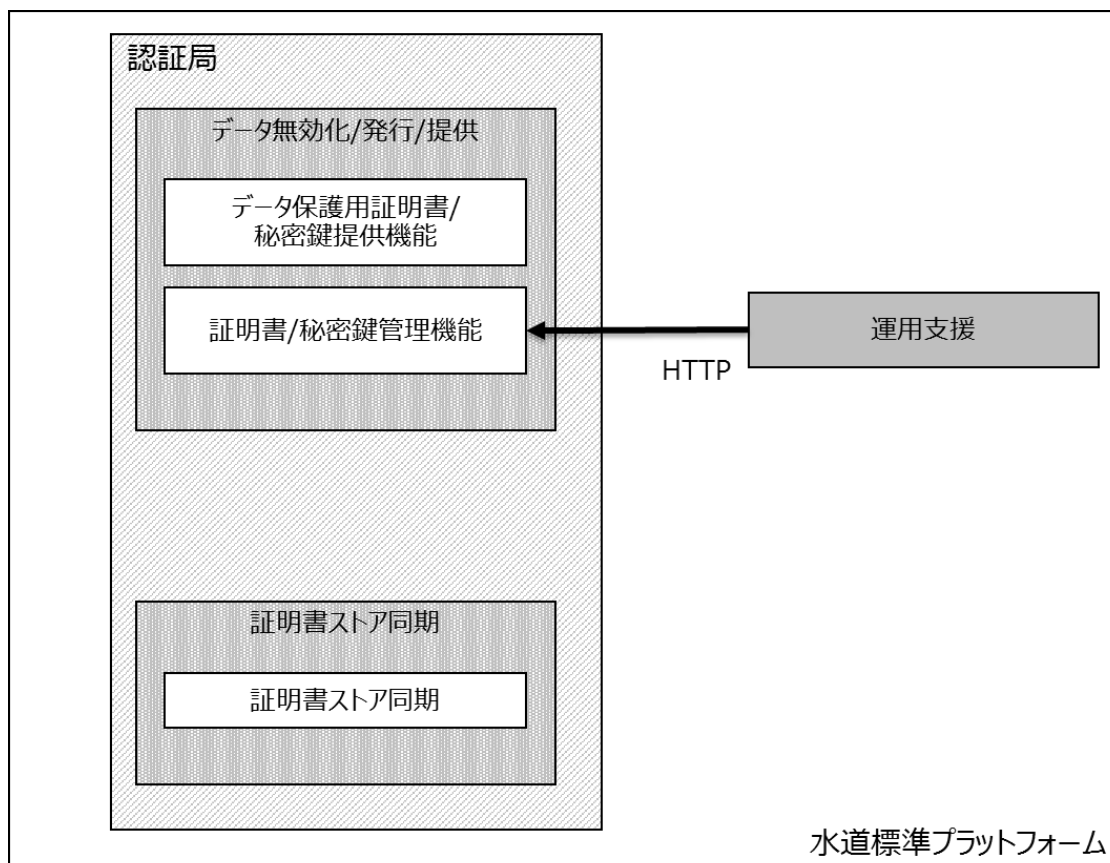 認証局
データ無効化/発行/提供
データ保護用証明書/
秘密鍵提供機能
証明書/秘密鍵管理機能
運用支援
HTTP
証明書ストア同期
証明書ストア同期
水道標準プラットフォーム